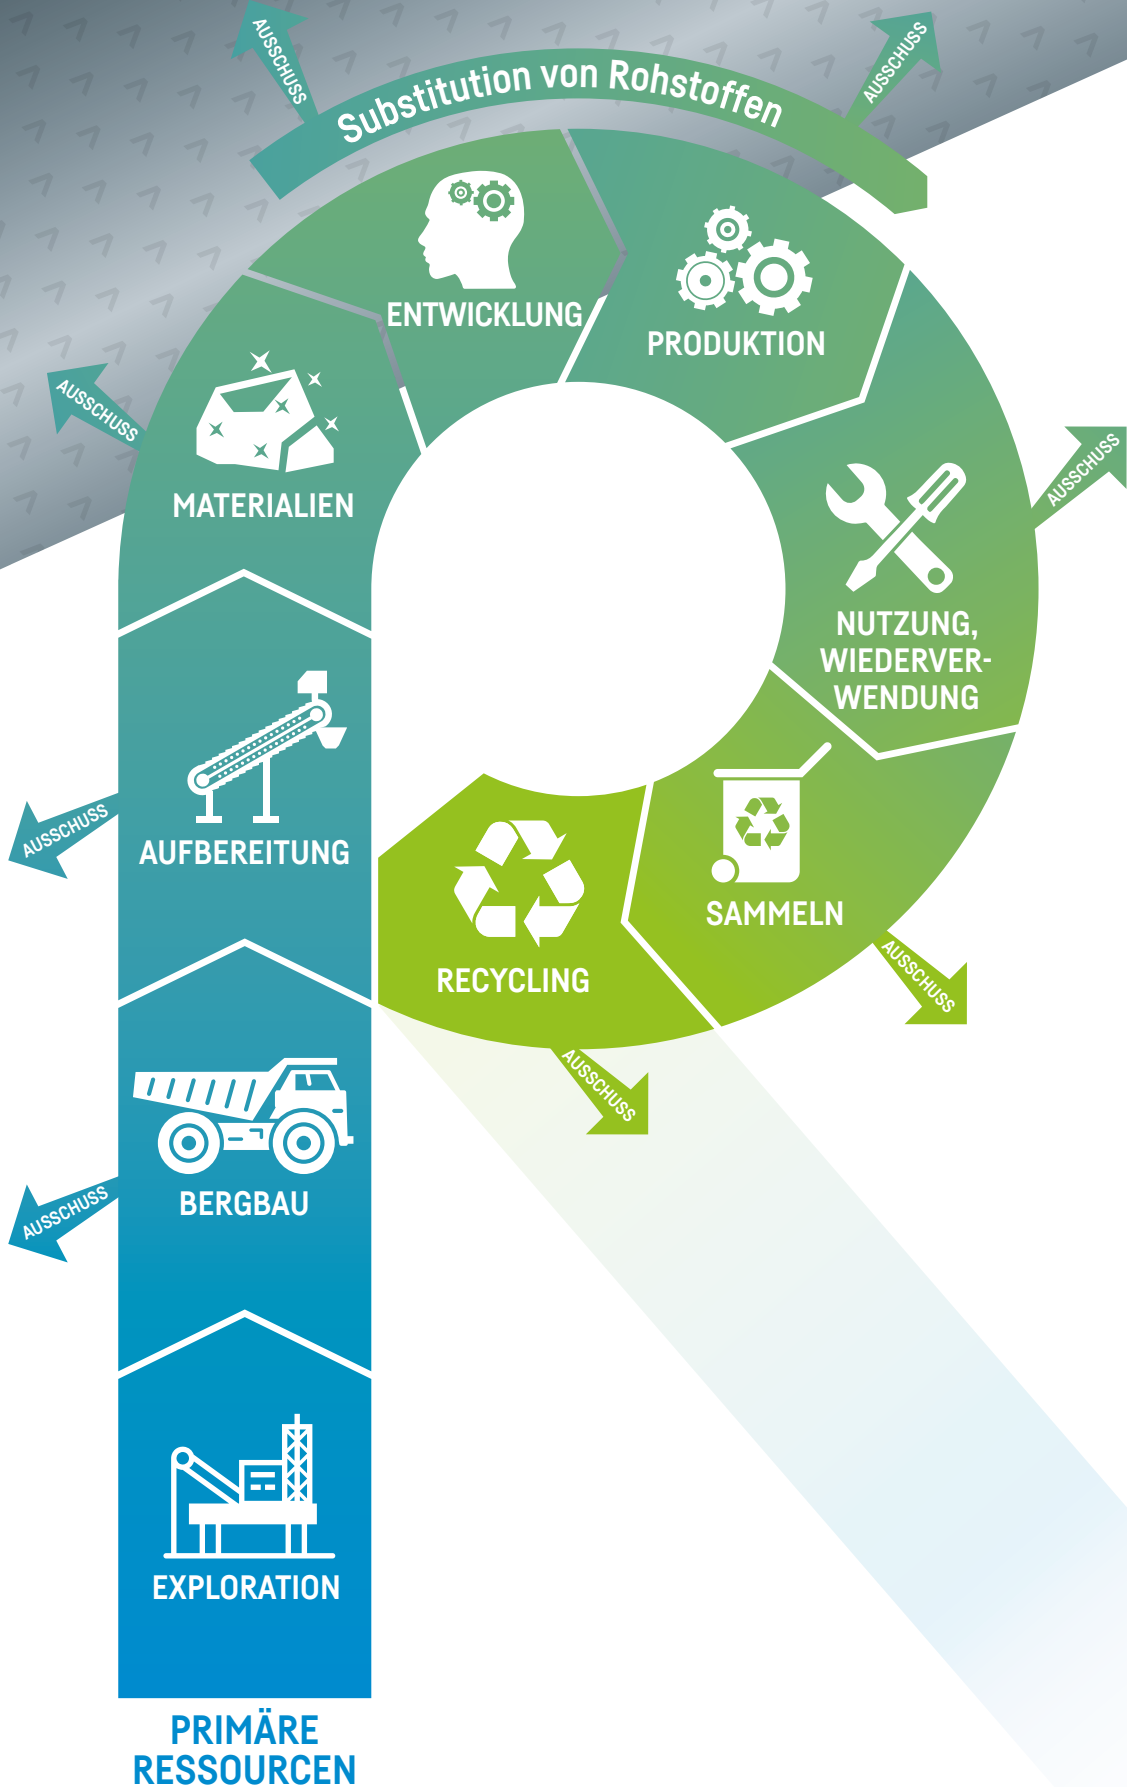 AUSSCHUSS
AUSSCHUSS
Substitution von Rohstoffen
ENTWICKLUNG
PRODUKTION
AUSSCHUSS
MATERIALIEN
AUSSCHUSS
NUTZUNG,
WIEDERVER-
WENDUNG
AUSSCHUSS
AUFBEREITUNG
SAMMELN
RECYCLING
AUSSCHUSS
AUSSCHUSS
AUSSCHUSS
BERGBAU
EXPLORATION
PRIMÄRE
RESSOURCEN